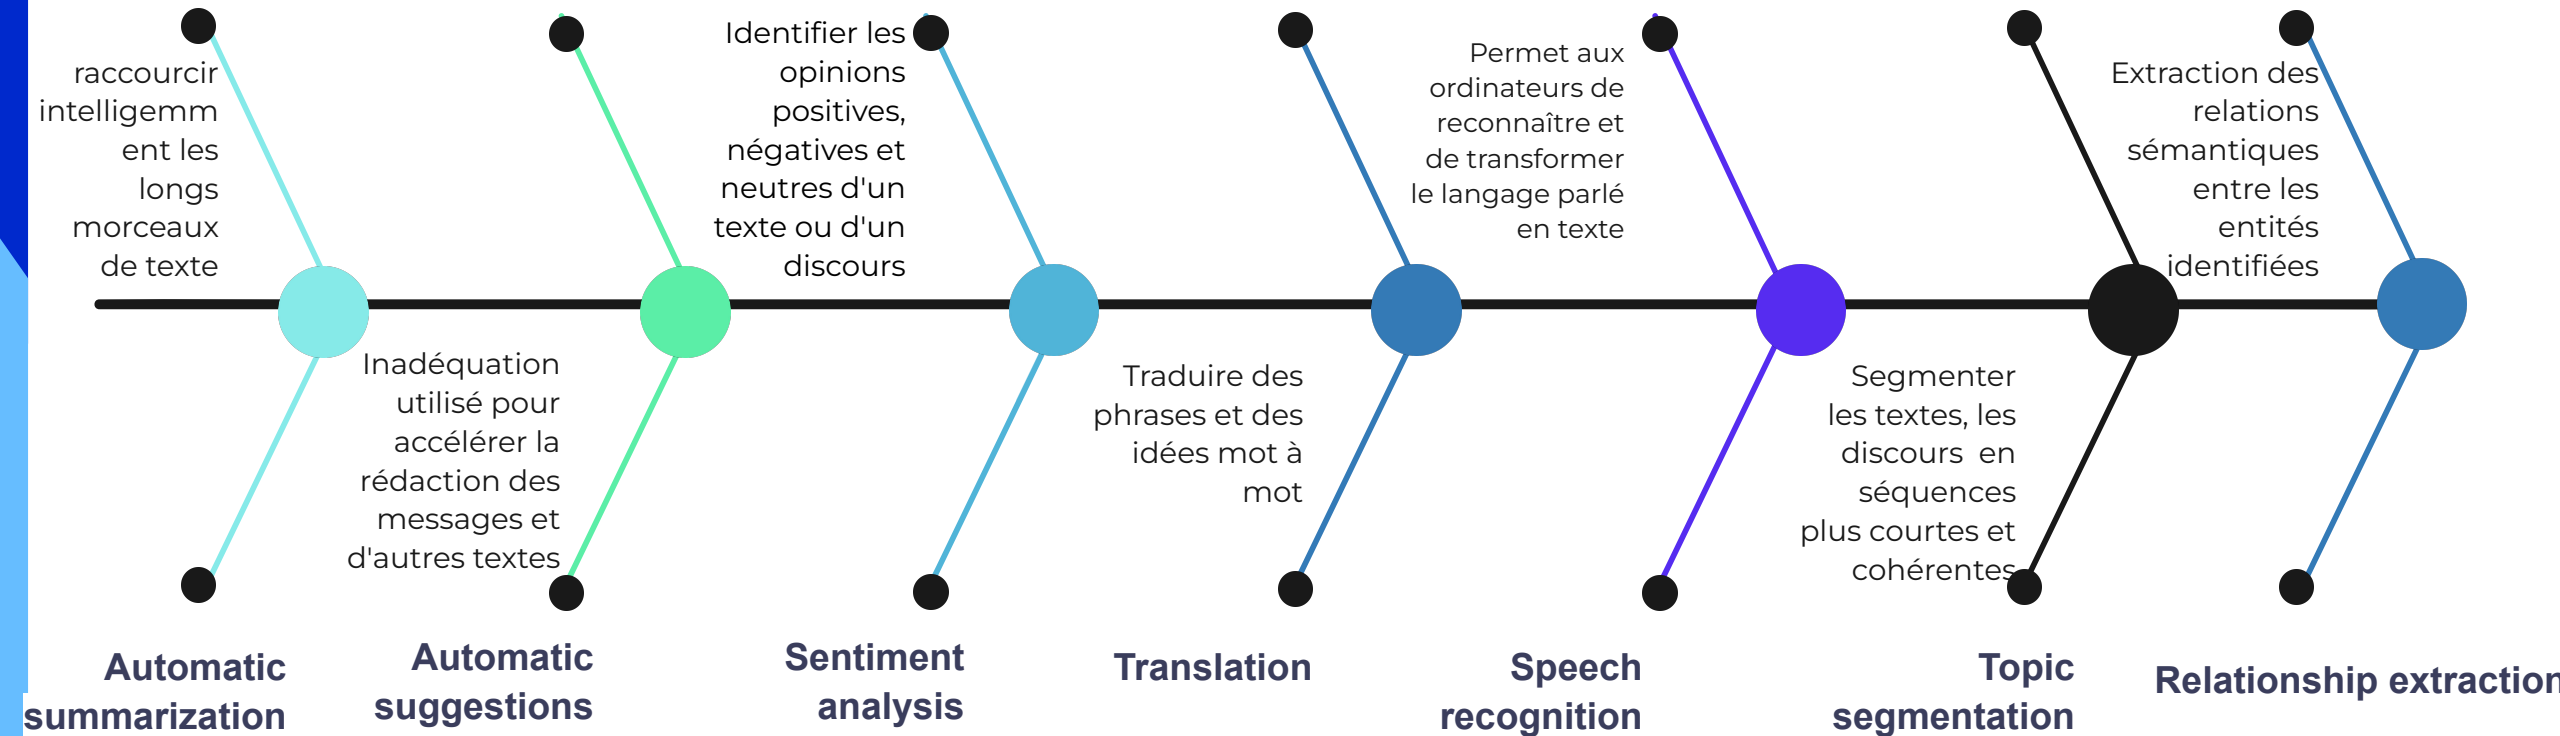 raccourcir
intelligemm
ent les
longs
morceaux
de texte
Inadéquation
utilisé pour
accélérer la
rédaction des
messages et
d'autres textes
Identifier les
opinions
positives,
négatives et
neutres d'un
texte ou d'un
discours
Traduire des
phrases et des
idées mot à
mot
Permet aux
ordinateurs de
reconnaître et
de transformer
le langage parlé
en texte
Segmenter
les textes, les
discours  en
séquences
plus courtes et
cohérentes
Extraction des
relations
sémantiques
entre les
entités
identifiées
Automatic
summarization
Automatic
suggestions
Sentiment
analysis
Translation
Speech
recognition
Topic
segmentation
Relationship extraction